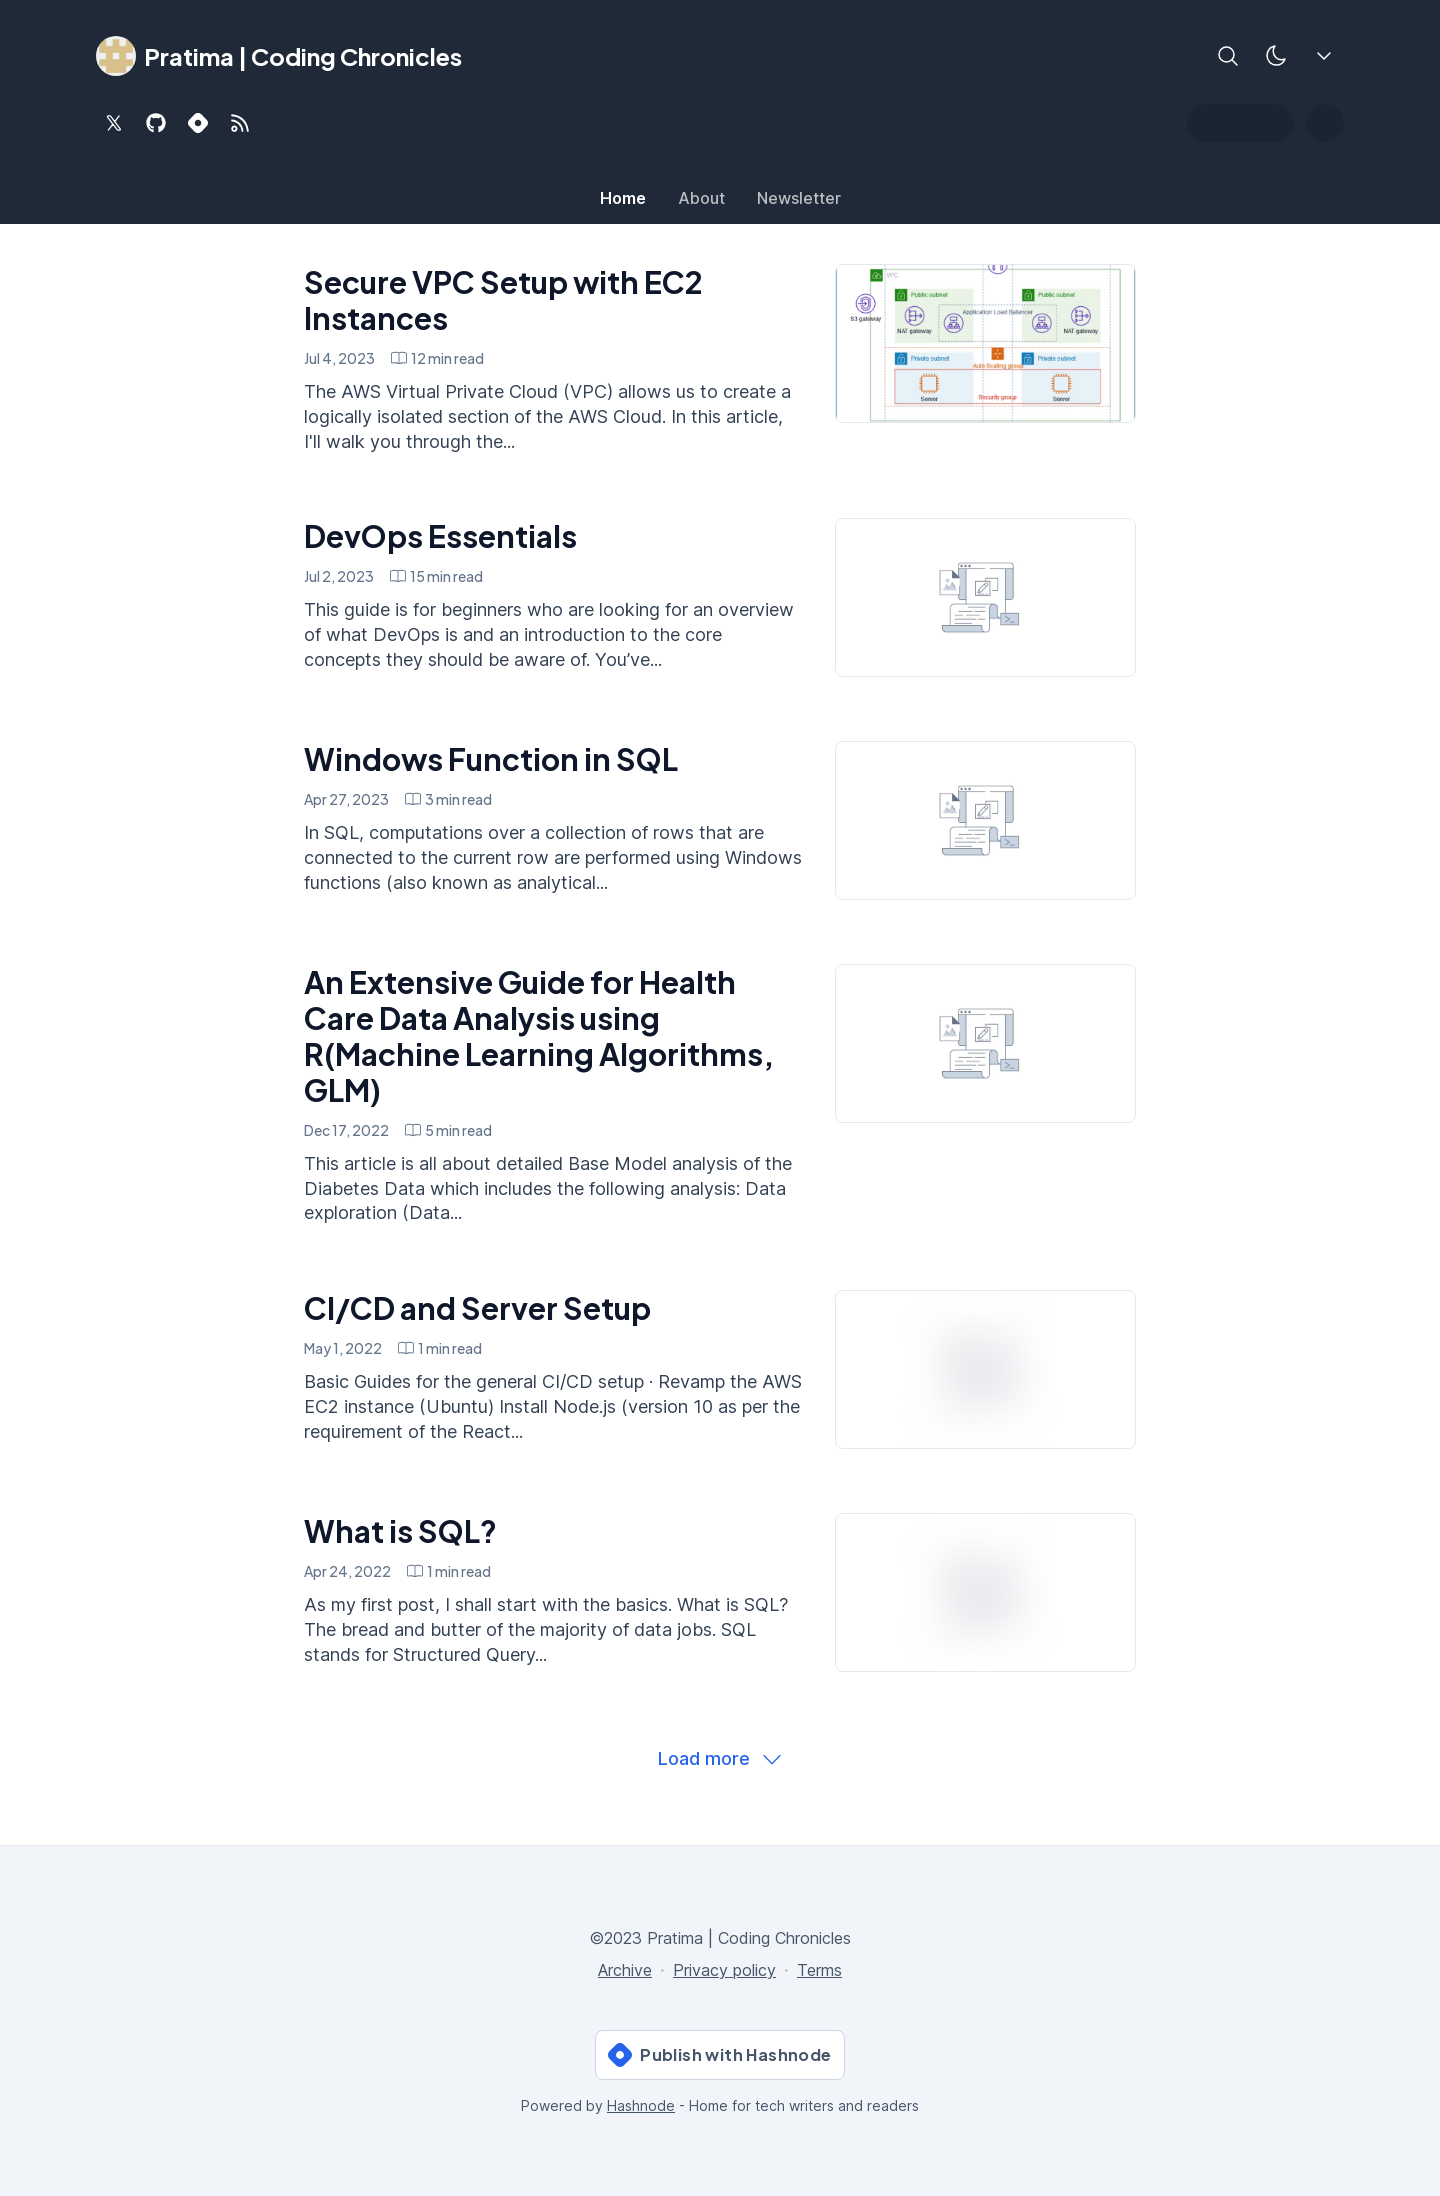 Pratima | Coding Chronicles
Home About Newsletter
Secure VPC Setup with EC2
Instances
Jul 4, 2023 12 min read
The AWS Virtual Private Cloud (VPC) allows us to create a
logically isolated section of the AWS Cloud. In this article,
I'll walk you through the...
VPC
Public subnet Public subnet
S3 gateway
Application Load Balancer
NAT gateway NAT gateway
Private subnet Private subnet
Auto Scaling group
Server Security group Server
DevOps Essentials
Jul 2, 2023 15 min read
This guide is for beginners who are looking for an overview
of what DevOps is and an introduction to the core
concepts they should be aware of. You’ve...
Windows Function in SQL
Apr 27, 2023 3 min read
In SQL, computations over a collection of rows that are
connected to the current row are performed using Windows
functions (also known as analytical...
An Extensive Guide for Health
Care Data Analysis using
R(Machine Learning Algorithms,
GLM)
Dec 17, 2022 5 min read
This article is all about detailed Base Model analysis of the
Diabetes Data which includes the following analysis: Data
exploration (Data...
CI/CD and Server Setup
May 1, 2022 1 min read
Basic Guides for the general CI/CD setup · Revamp the AWS
EC2 instance (Ubuntu) Install Node.js (version 10 as per the
requirement of the React...
What is SQL?
Apr 24, 2022 1 min read
As my first post, I shall start with the basics. What is SQL?
The bread and butter of the majority of data jobs. SQL
stands for Structured Query...
Load more
©2023 Pratima | Coding Chronicles
Archive · Privacy policy · Terms
Publish with Hashnode
Powered by Hashnode - Home for tech writers and readers